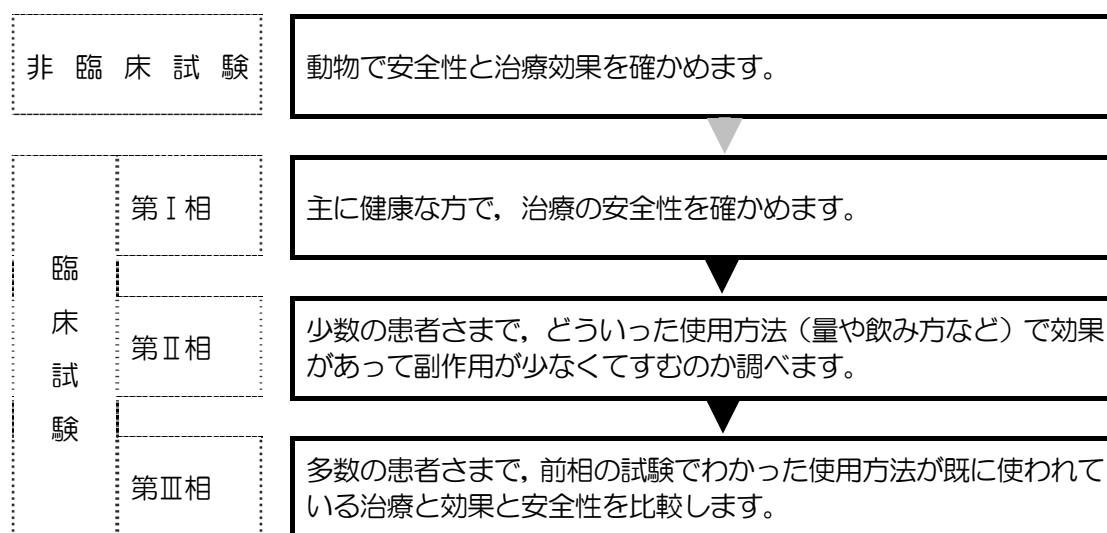 非臨床試験
動物で安全性と治療効果を確かめます。
臨床試験
第Ⅰ相
主に健康な方で，治療の安全性を確かめます。
第Ⅱ相
少数の患者さまで，どういった使用方法（量や飲み方など）で効果
があって副作用が少なくてすむのか調べます。
第Ⅲ相
多数の患者さまで，前相の試験でわかった使用方法が既に使われて
いる治療と効果と安全性を比較します。